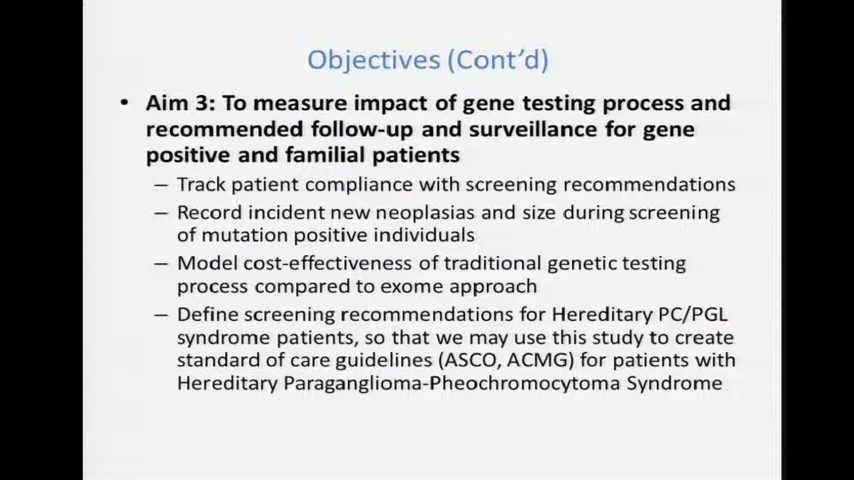 Objectives (Cont'd)
• Aim 3: To measure impact of gene testing process and
recommended follow-up and surveillance for gene
positive and familial patients
– Track patient compliance with screening recommendations
– Record incident new neoplasias and size during screening
of mutation positive individuals
– Model cost-effectiveness of traditional genetic testing
process compared to exome approach
– Define screening recommendations for Hereditary PC/PGL
syndrome patients, so that we may use this study to create
standard of care guidelines (ASCO, ACMG) for patients with
Hereditary Paraganglioma-Pheochromocytoma Syndrome